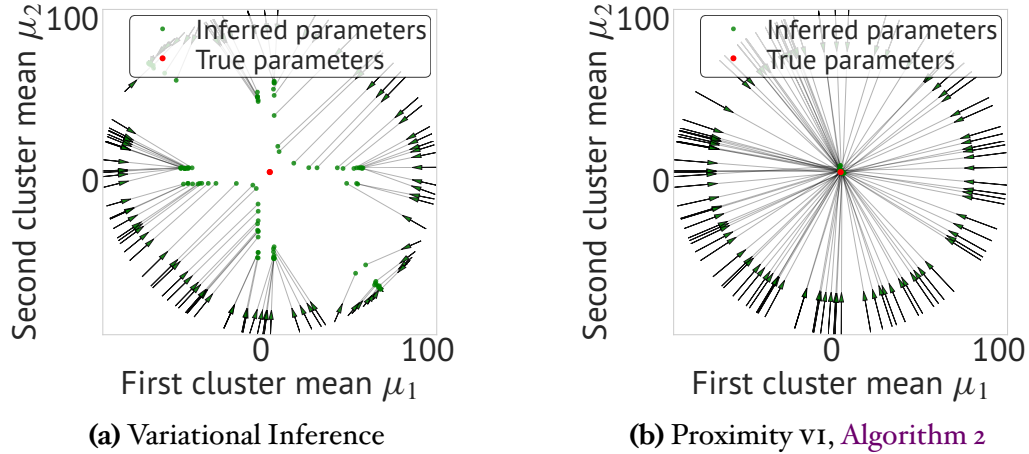 100
Second cluster mean μ2
0
Inferred parameters
True parameters
0
100
First cluster mean μ1
(a) Variational Inference
100
Second cluster mean μ2
0
Inferred parameters
True parameters
0
100
First cluster mean μ1
(b) Proximity VI, Algorithm 2